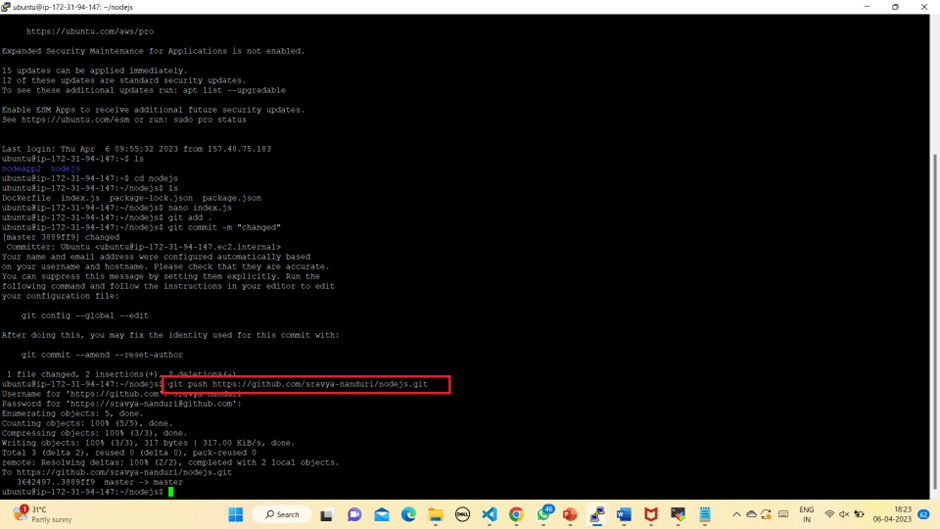 ubuntu@ip-172-31-94-147: ~/nodejs
https://ubuntu.com/aws/pro
Expanded Security Maintenance for Applications is not enabled.
15 updates can be applied immediately.
12 of these updates are standard security updates.
To see these additional updates run: apt list --upgradable
Enable ESM Apps to receive additional future security updates.
See https://ubuntu.com/esm or run: sudo pro status
Last login: Thu Apr  6 09:55:32 2023 from 157.48.75.183
ubuntu@ip-172-31-94-147:~$ ls
nodeapp2  nodejs
ubuntu@ip-172-31-94-147:~$ cd nodejs
ubuntu@ip-172-31-94-147:~/nodejs$ ls
Dockerfile  index.js  package-lock.json  package.json
ubuntu@ip-172-31-94-147:~/nodejs$ nano index.js
ubuntu@ip-172-31-94-147:~/nodejs$ git add .
ubuntu@ip-172-31-94-147:~/nodejs$ git commit -m "changed"
[master 3889ff9] changed
Committer: Ubuntu <ubuntu@ip-172-31-94-147.ec2.internal>
Your name and email address were configured automatically based
on your username and hostname. Please check that they are accurate.
You can suppress this message by setting them explicitly. Run the
following command and follow the instructions in your editor to edit
your configuration file:
git config --global --edit
After doing this, you may fix the identity used for this commit with:
git commit --amend --reset-author
1 file changed, 2 insertions(+), 2 deletions(-)
ubuntu@ip-172-31-94-147:~/nodejs$ git push https://github.com/sravya-nanduri/nodejs.git
Username for 'https://github.com': sravya-nanduri
Password for 'https://sravya-nanduri@github.com':
Enumerating objects: 5, done.
Counting objects: 100% (5/5), done.
Compressing objects: 100% (3/3), done.
Writing objects: 100% (3/3), 317 bytes | 317.00 KiB/s, done.
Total 3 (delta 2), reused 0 (delta 0), pack-reused 0
remote: Resolving deltas: 100% (2/2), completed with 2 local objects.
To https://github.com/sravya-nanduri/nodejs.git
3642497..3889ff9  master -> master
ubuntu@ip-172-31-94-147:~/nodejs$
1
31°C
Partly sunny
Search
DELL
46
ENG
IN
18:23
06-04-2023
62